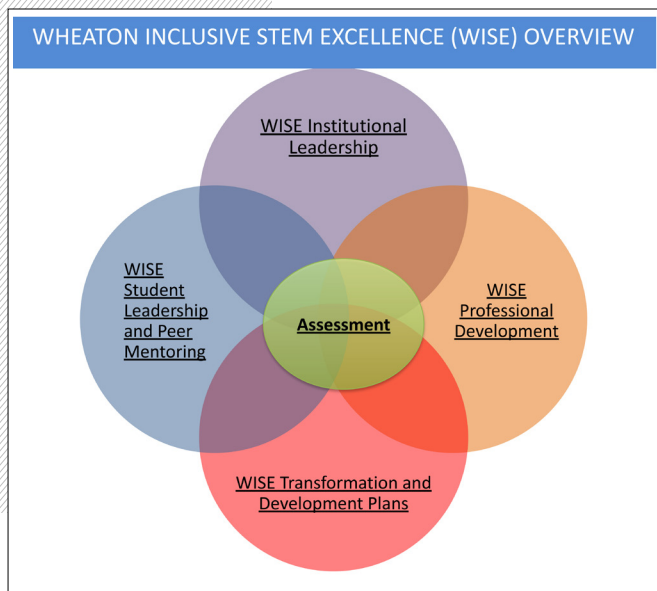 WHEATON INCLUSIVE STEM EXCELLENCE (WISE) OVERVIEW
WISE Institutional
Leadership
WISE
Student
Leadership
and Peer
Mentoring
Assessment
WISE
Professional
Development
WISE Transformation and
Development Plans